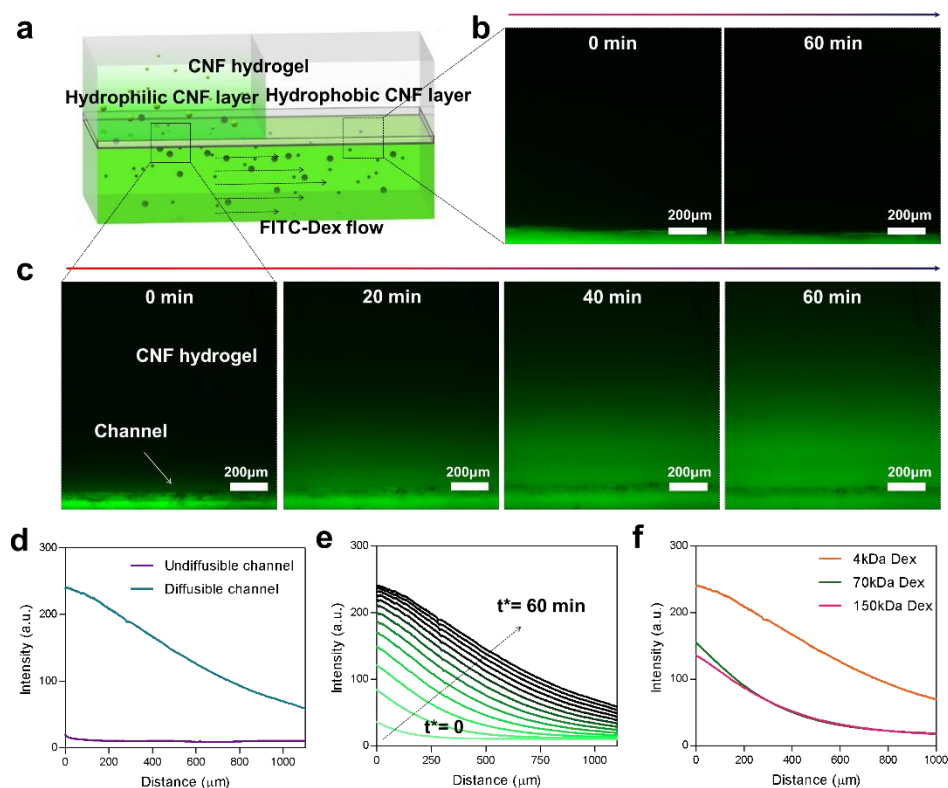 a
CNF hydrogel
Hydrophilic CNF layer
Hydrophobic CNF layer
FITC-Dex flow
b
0 min
200μm
60 min
200μm
c
0 min
CNF hydrogel
Channel
200μm
20 min
200μm
40 min
200μm
60 min
200μm
d
300
200
100
0
Intensity (a.u.)
Undiffusible channel
Diffusible channel
0
250
500
750
1000
Distance (μm)
e
300
200
100
0
Intensity (a.u.)
t*= 60 min
t*= 0
0
250
500
750
1000
Distance (μm)
f
300
200
100
0
Intensity (a.u.)
4kDa Dex
70kDa Dex
150kDa Dex
0
200
400
600
800
1000
Distance (μm)